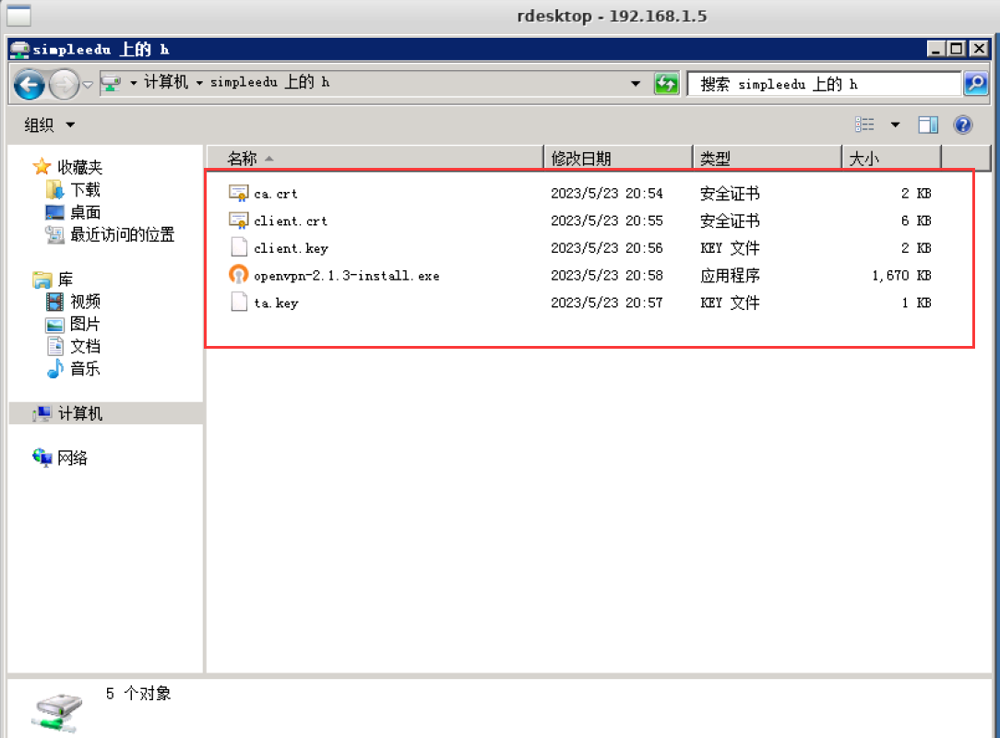 rdesktop - 192.168.1.5
simpleedu 上的 h
计算机 simpleedu 上的 h
搜索 simpleedu 上的 h
组织
名称 修改日期 类型 大小
收藏夹
下载
桌面
最近访问的位置
库
视频
图片
文档
音乐
计算机
网络
ca.crt 2023/5/23 20:54 安全证书 2 KB
client.crt 2023/5/23 20:55 安全证书 6 KB
client.key 2023/5/23 20:56 KEY 文件 2 KB
openvpn-2.1.3-install.exe 2023/5/23 20:58 应用程序 1,670 KB
ta.key 2023/5/23 20:57 KEY 文件 1 KB
5 个对象